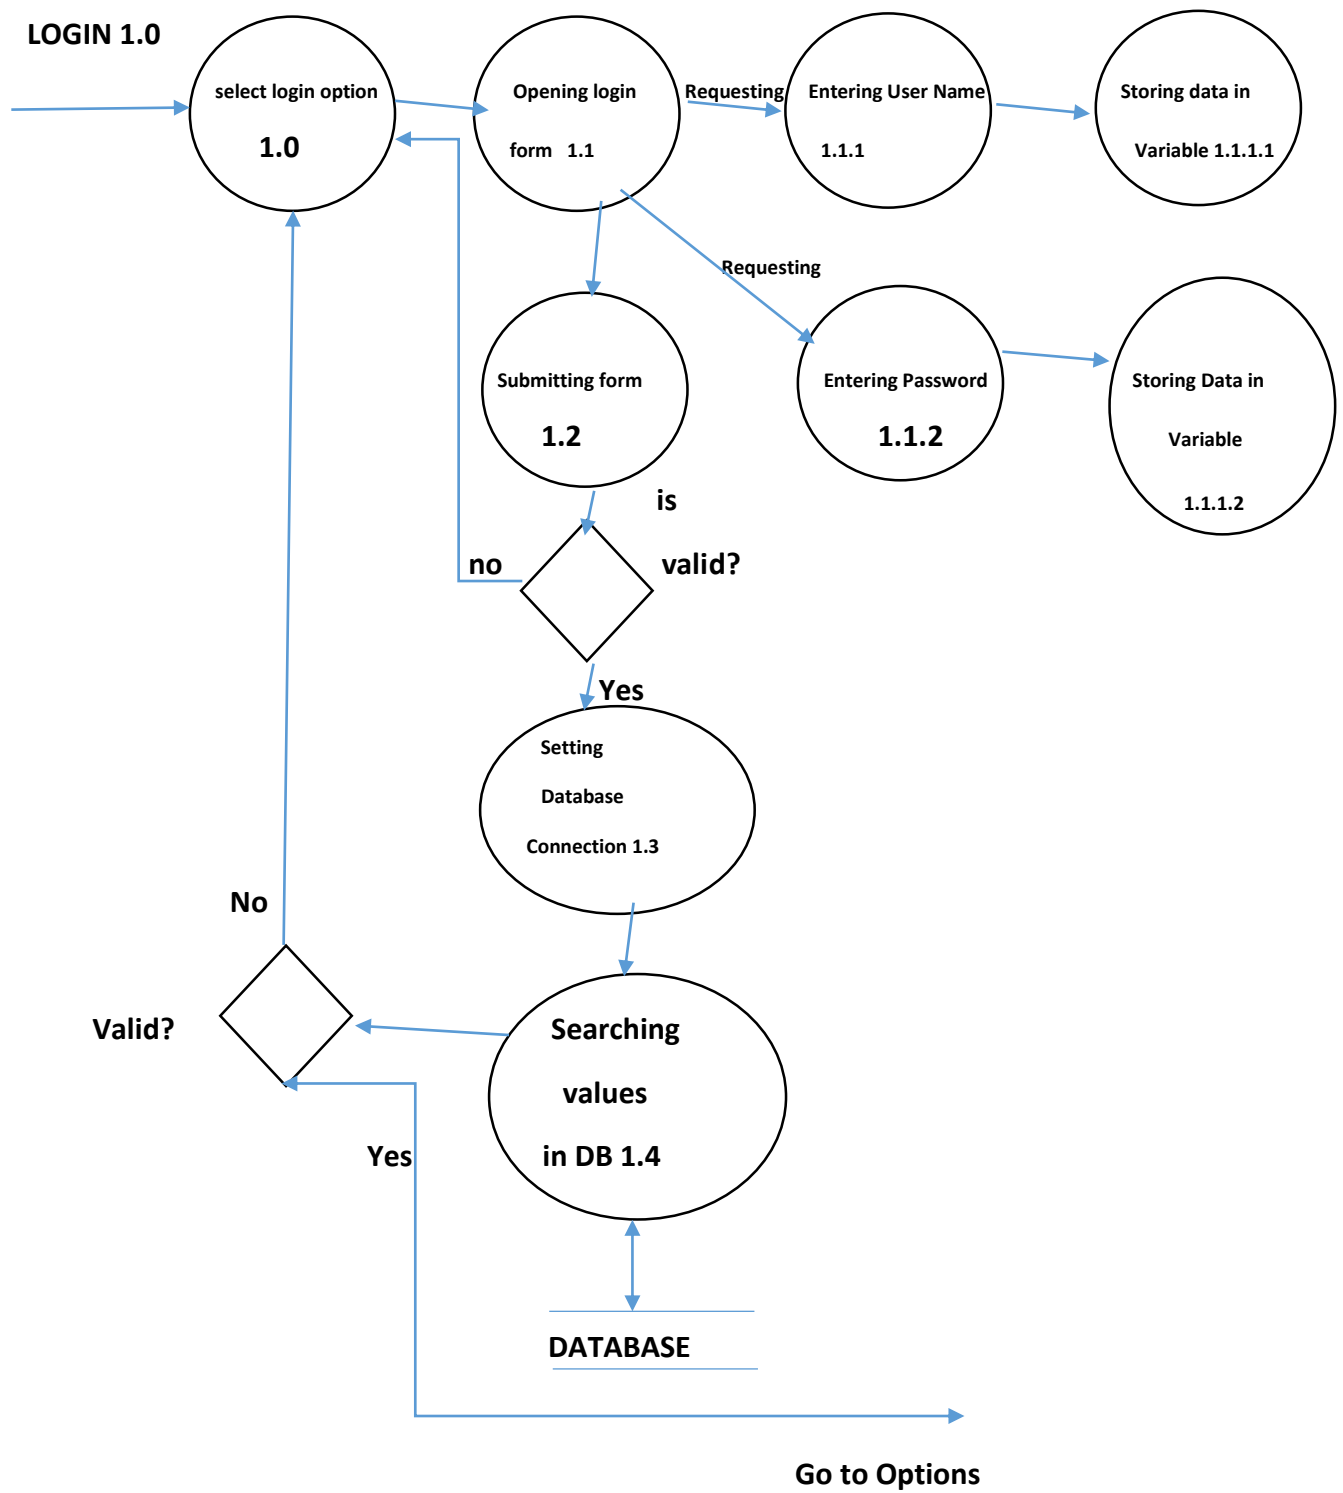 LOGIN 1.0
select login option
1.0
Opening login
form 1.1
Requesting
Entering User Name
1.1.1
Storing data in
Variable 1.1.1.1
Requesting
Submitting form
1.2
Entering Password
1.1.2
Storing Data in
Variable
1.1.1.2
is
valid?
no
Yes
Setting
Database
Connection 1.3
No
Valid?
Searching
values
in DB 1.4
Yes
DATABASE
Go to Options